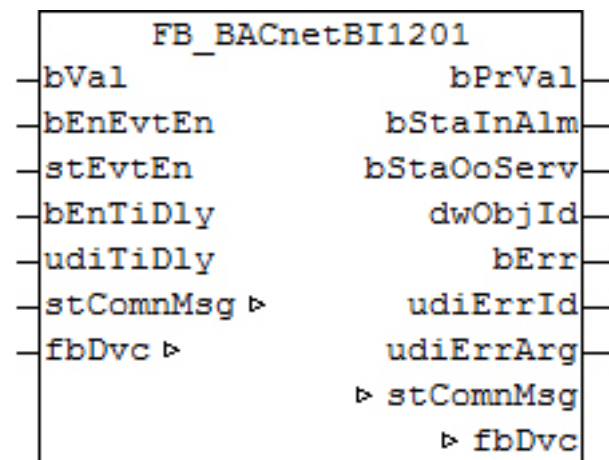 FB_BACnetBI1201
bVal bPrVal
bEnEvtEn bStaInAlm
stEvtEn bStaOoServ
bEnTiDly dwObjId
udiTiDly bErr
stComnMsg udiErrId
fbDvc udiErrArg
stComnMsg
fbDvc